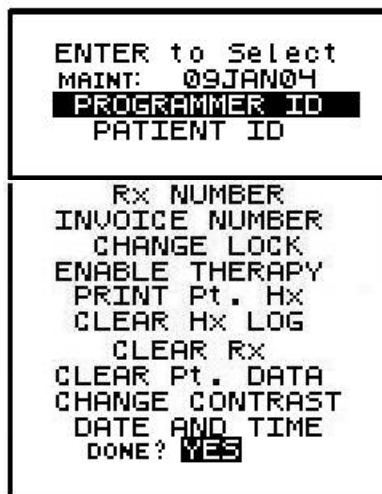 ENTER to Select
MAINT: 09JAN04
PROGRAMMER ID
PATIENT ID
Rx NUMBER
INVOICE NUMBER
CHANGE LOCK
ENABLE THERAPY
PRINT Pt. Hx
CLEAR Hx LOG
CLEAR Rx
CLEAR Pt. DATA
CHANGE CONTRAST
DATE AND TIME
DONE? YES